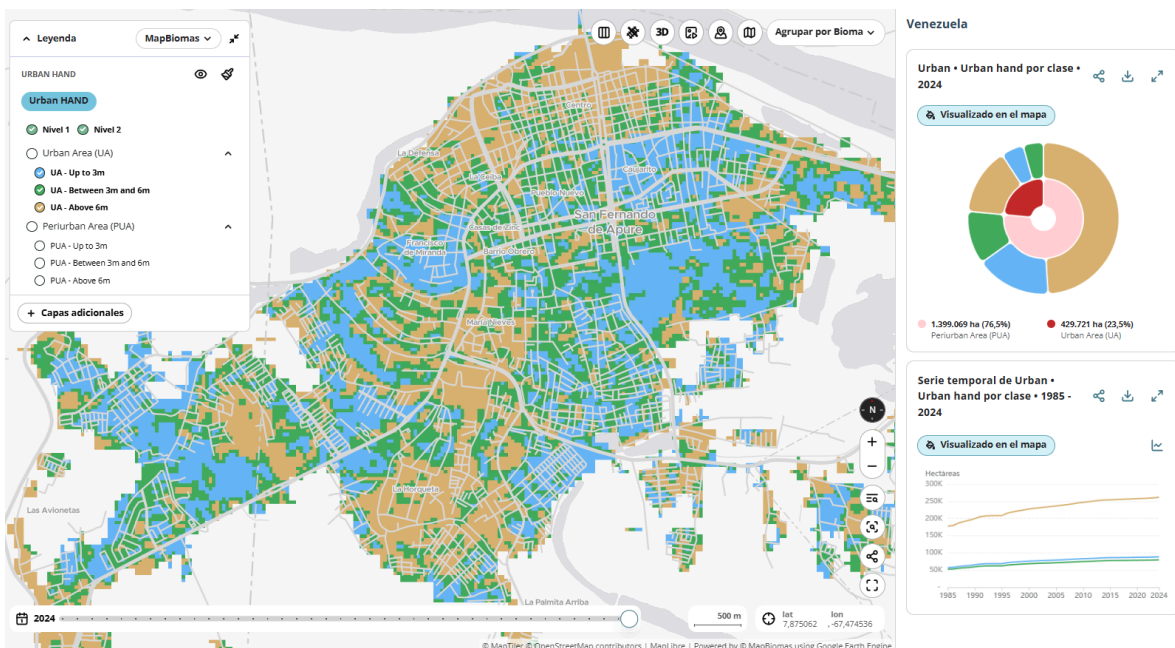 Leyenda
MapBiomas
URBAN HAND
Urban HAND
Nivel 1
Nivel 2
Urban Area (UA)
UA - Up to 3m
UA - Between 3m and 6m
UA - Above 6m
Periurban Area (PUA)
PUA - Up to 3m
PUA - Between 3m and 6m
PUA - Above 6m
+ Capas adicionales
3D
Agrupar por Bioma
Centro
La Defensa
La Ceiba
Calsarito
Pueblo Nuevo
San Fernando
de Apure
Casas de Zinc
Francisco
de Miranda
Barrio Obrero
María Nieves
La Horqueta
Las Avionetas
La Palmita Arriba
N
+
−
2024
500 m
lat
7,875062
lon
,-67,474536
© MapTiler © OpenStreetMap contributors | MapLibre | Powered by © MapBiomas using Google Earth Engine
Venezuela
Urban • Urban hand por clase •
2024
Visualizado en el mapa
1.399.069 ha (76,5%)
Periurban Area (PUA)
429.721 ha (23,5%)
Urban Area (UA)
Serie temporal de Urban •
Urban hand por clase • 1985 -
2024
Visualizado en el mapa
Hectáreas
300K
250K
200K
150K
100K
50K
-
1985 1990 1995 2000 2005 2010 2015 2020 2024